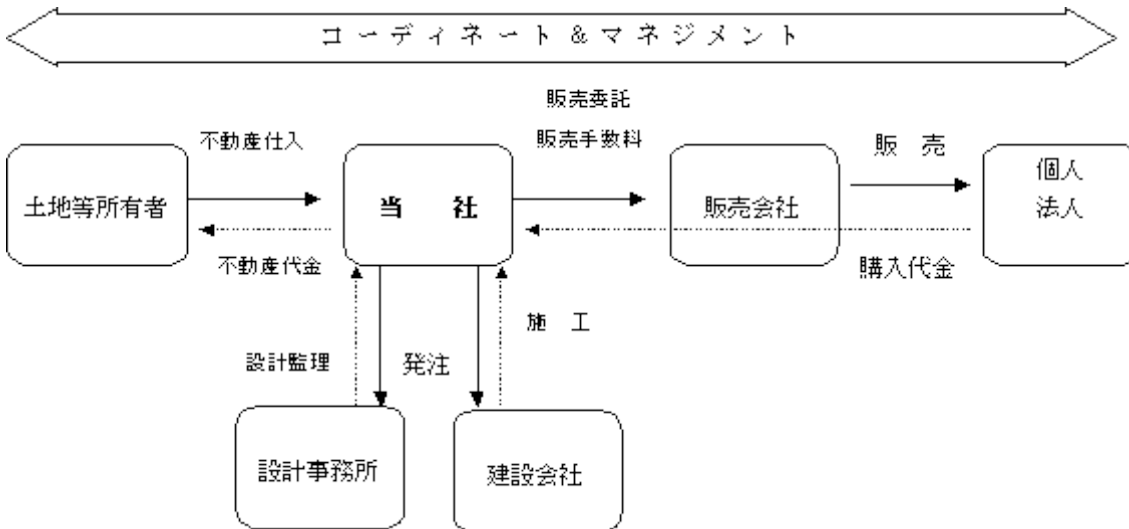 コーディネート＆マネジメント
販売委託
不動産仕入
販売手数料
販 売
土地等所有者
当 社
販売会社
個人
法人
不動産代金
購入代金
施 工
設計監理
発注
設計事務所
建設会社